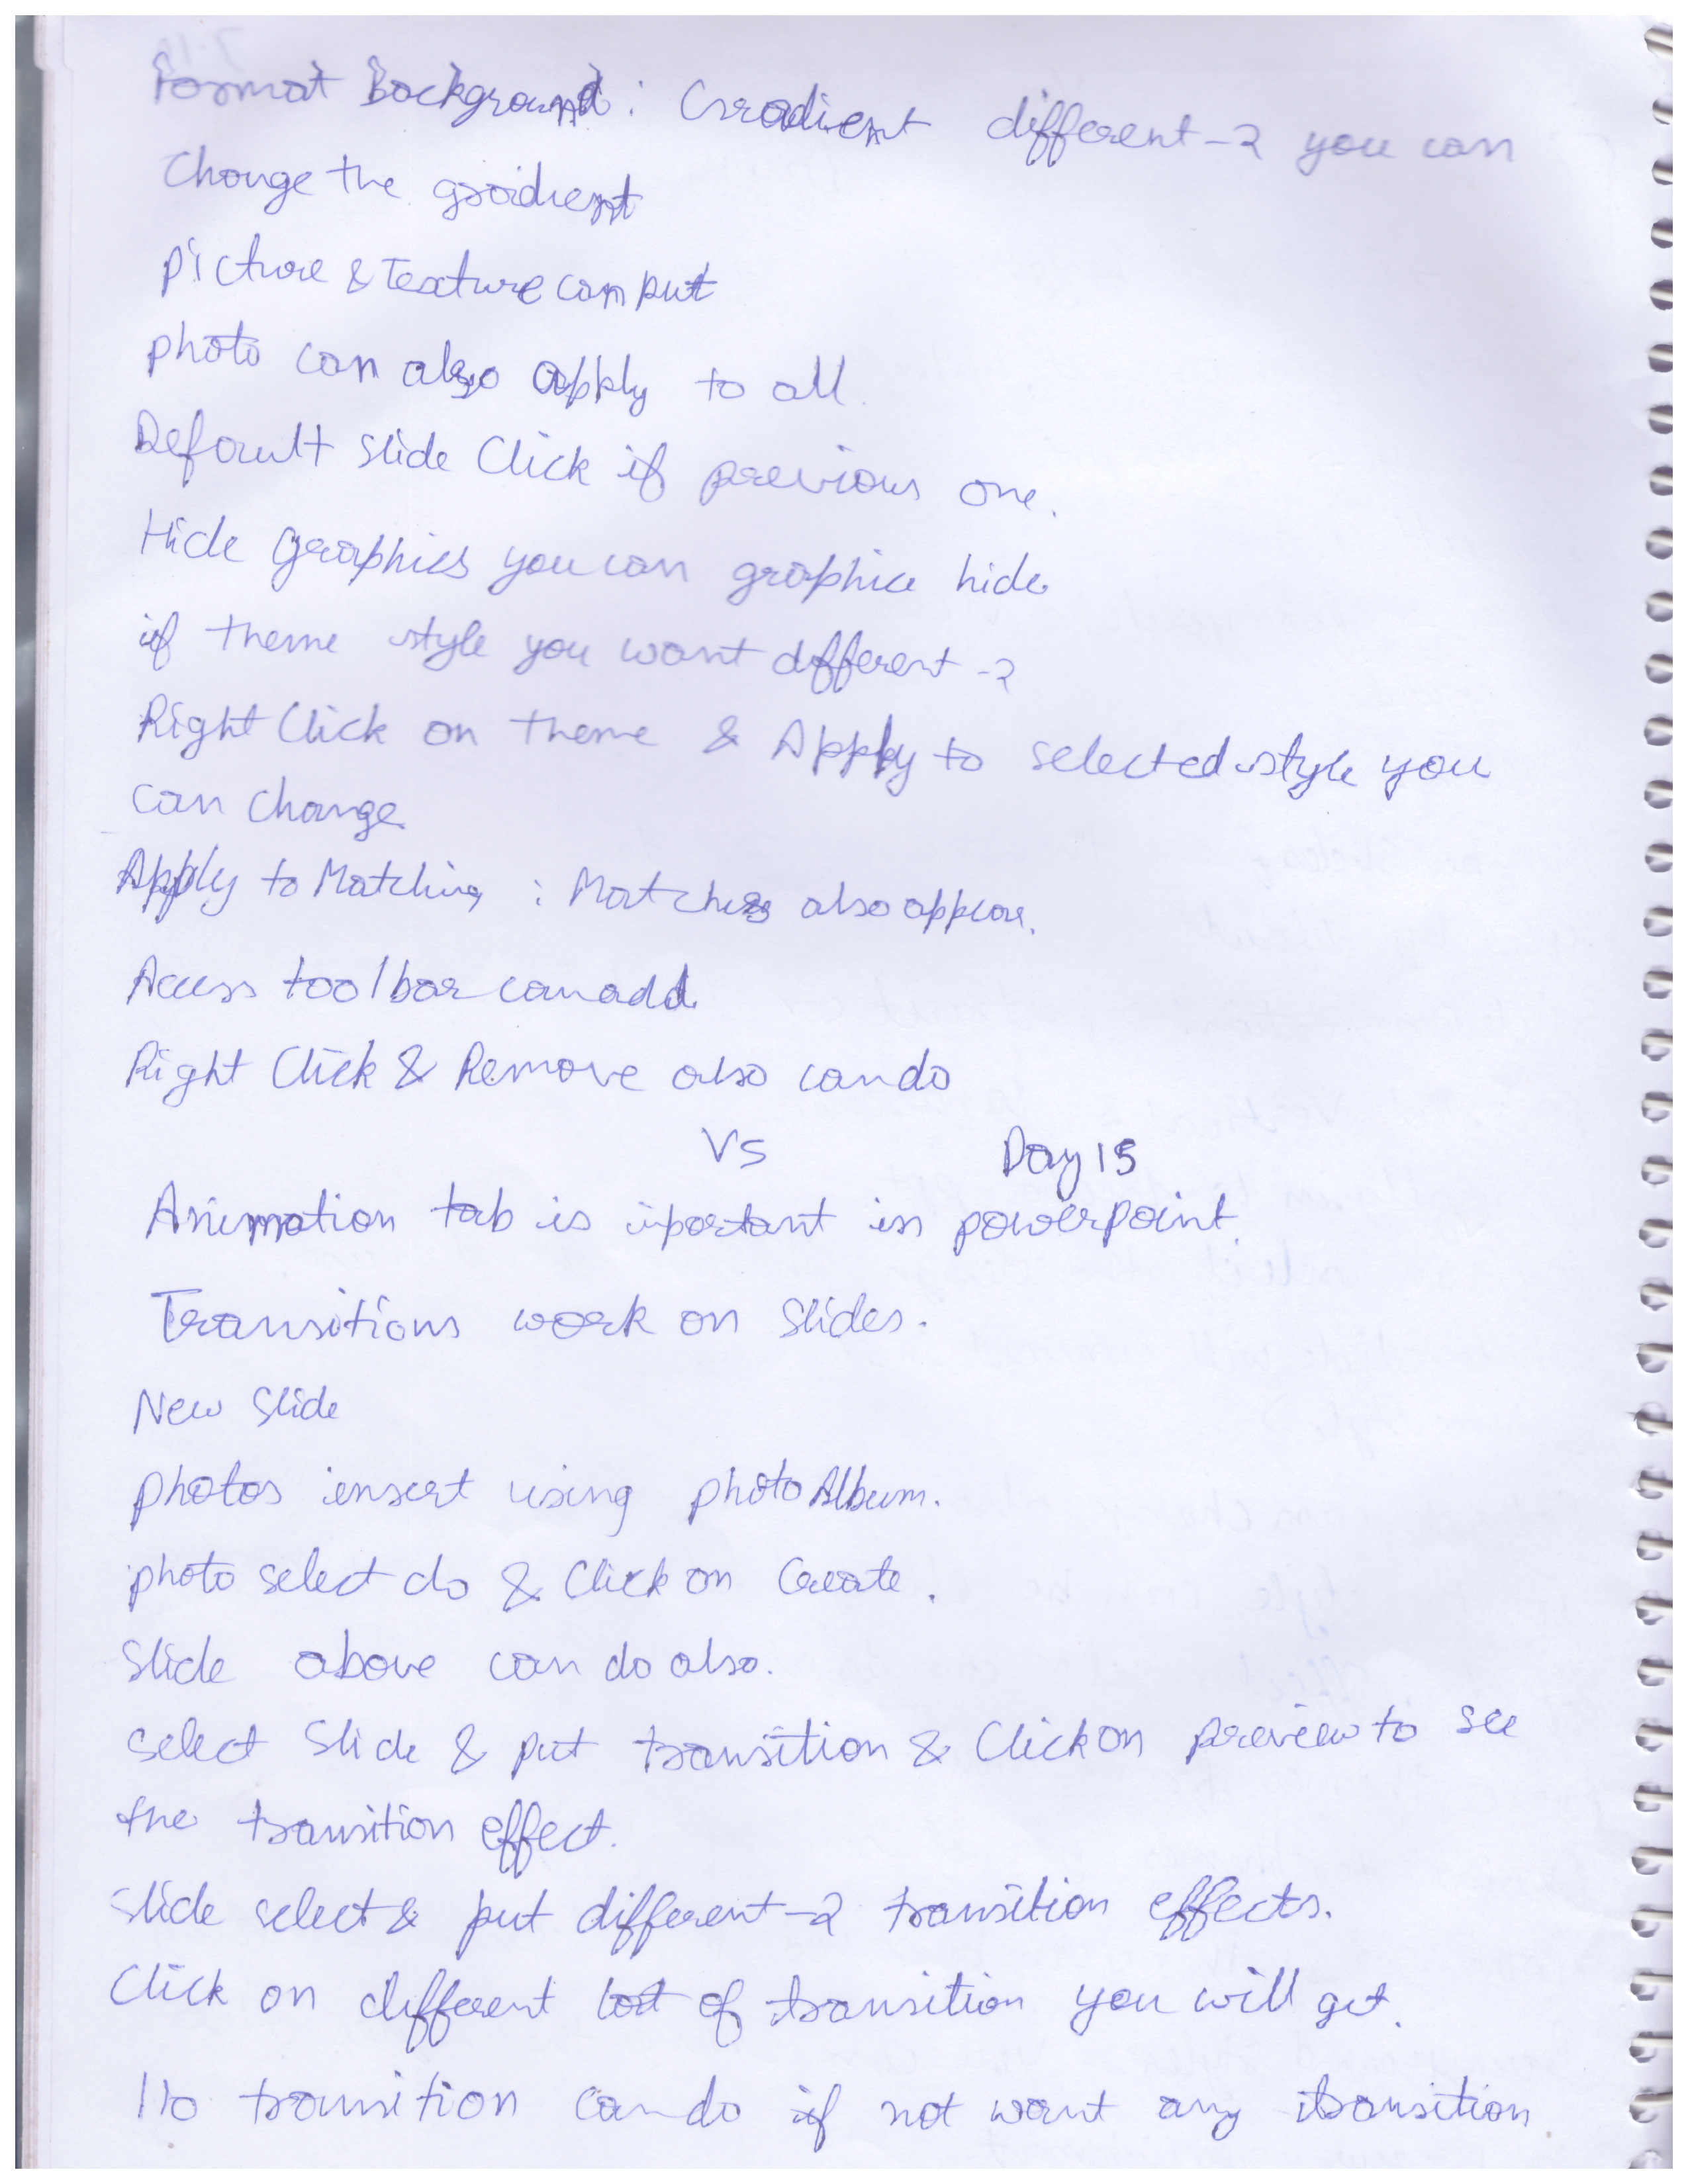 Format Background: Gradient different-2 you can
Change the gradient
Picture & Texture can put
photo can also apply to all.
Default slide Click if previous one.
Hide Graphics you can graphice hide
if theme style you want different-2
Right Click on theme & Apply to selected style you
can change.
Apply to Matching : Matches also appear.
Access toolbar can add.
Right Click & Remove also can do
VS Day 15
Animation tab is iportant in powerpoint.
Transitions work on slides.
New Slide
photos insert using photo Album.
photo select do & Click on Create.
Slide above can do also.
select Slide & put transition & Click on preview to see
the transition effect.
Slide select & put different-2 transition effects.
Click on different lost of transition you will get.
No transition can do if not want any transition